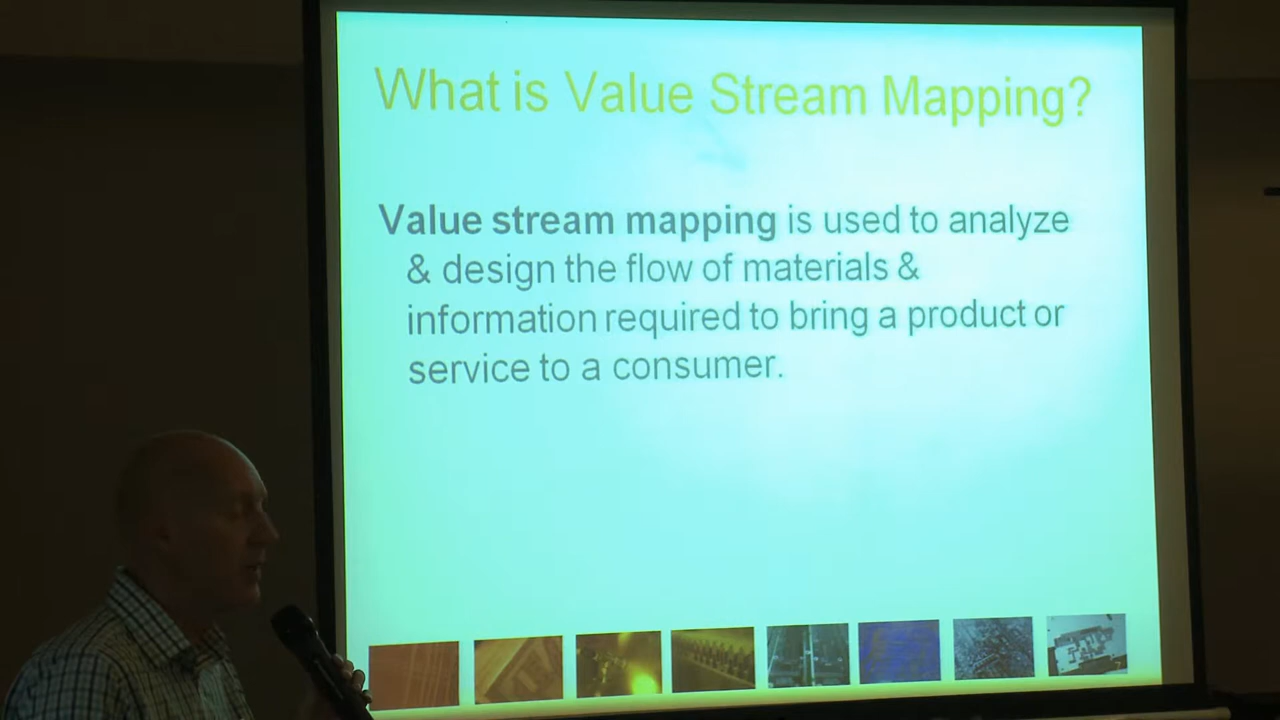 What is Value Stream Mapping?
Value stream mapping is used to analyze
& design the flow of materials &
information required to bring a product or
service to a consumer.